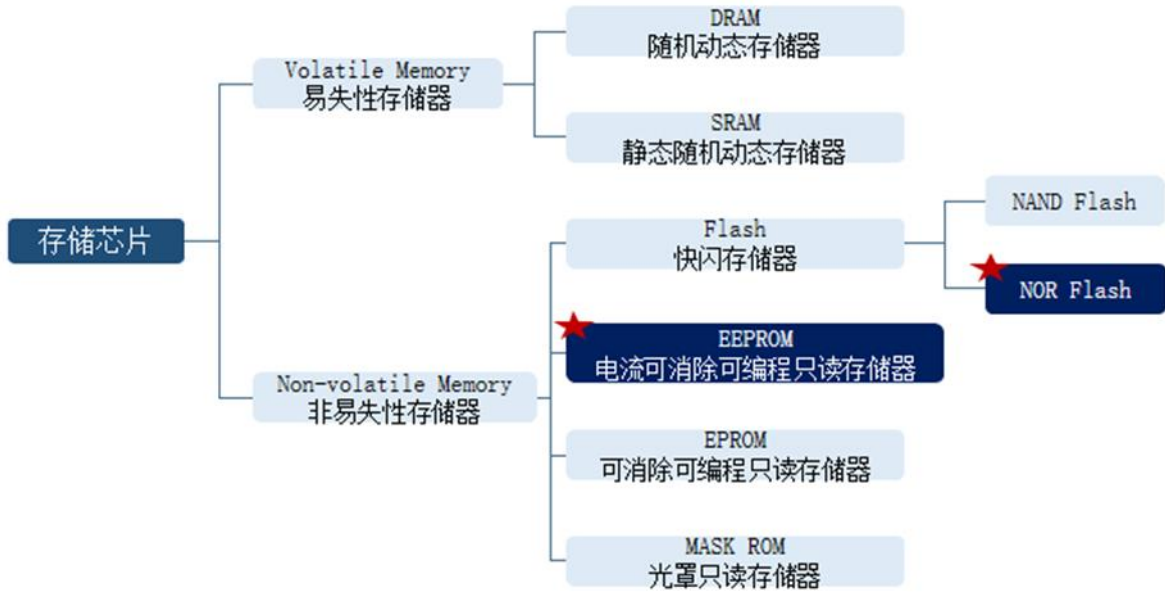 存储芯片
Volatile Memory
易失性存储器
DRAM
随机动态存储器
SRAM
静态随机动态存储器
Non-volatile Memory
非易失性存储器
Flash
快闪存储器
NAND Flash
NOR Flash
EEPROM
电流可消除可编程只读存储器
EPROM
可消除可编程只读存储器
MASK ROM
光罩只读存储器